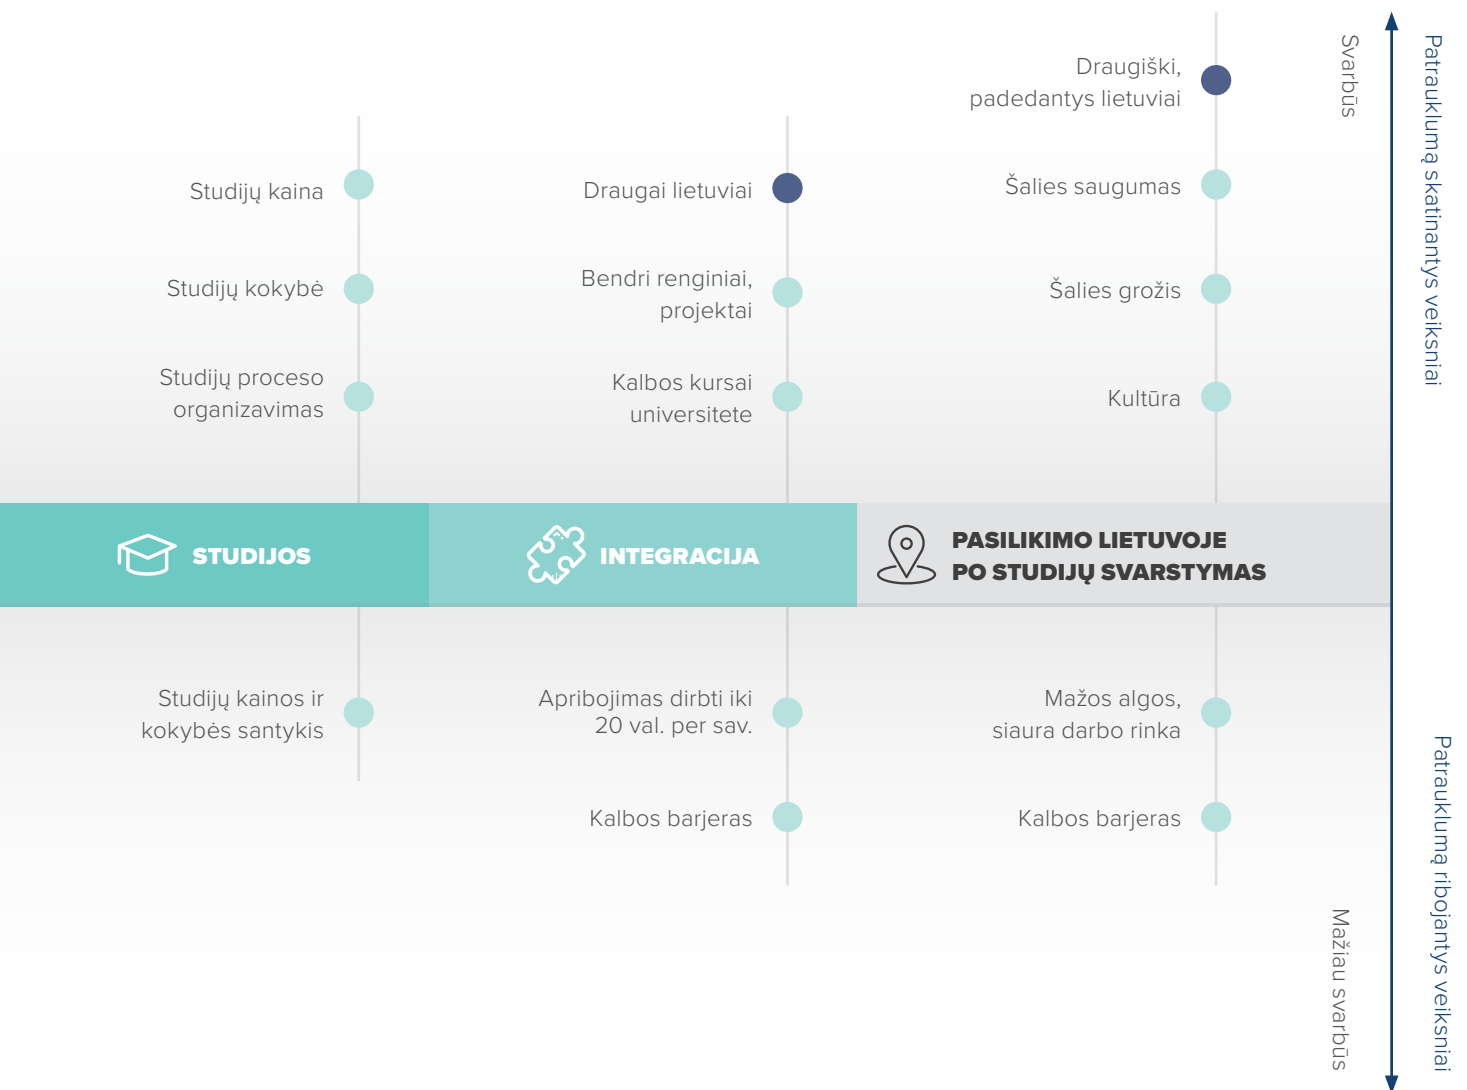 Studijų kaina
Studijų kokybė
Studijų proceso
organizavimas
Draugai lietuviai
Bendri renginiai,
projektai
Kalbos kursai
universitete
Draugiški,
padedantys lietuviai
Šalies saugumas
Šalies grožis
Kultūra
Svarbūs
Patrauklumą skatinantys veiksniai
STUDIJOS
INTEGRACIJA
PASILIKIMO LIETUVOJE
PO STUDIJŲ SVARSTYMAS
Studijų kainos ir
kokybės santykis
Apribojimas dirbti iki
20 val. per sav.
Kalbos barjeras
Mažos algos,
siaura darbo rinka
Kalbos barjeras
Mažiau svarbūs
Patrauklumą ribojantys veiksniai